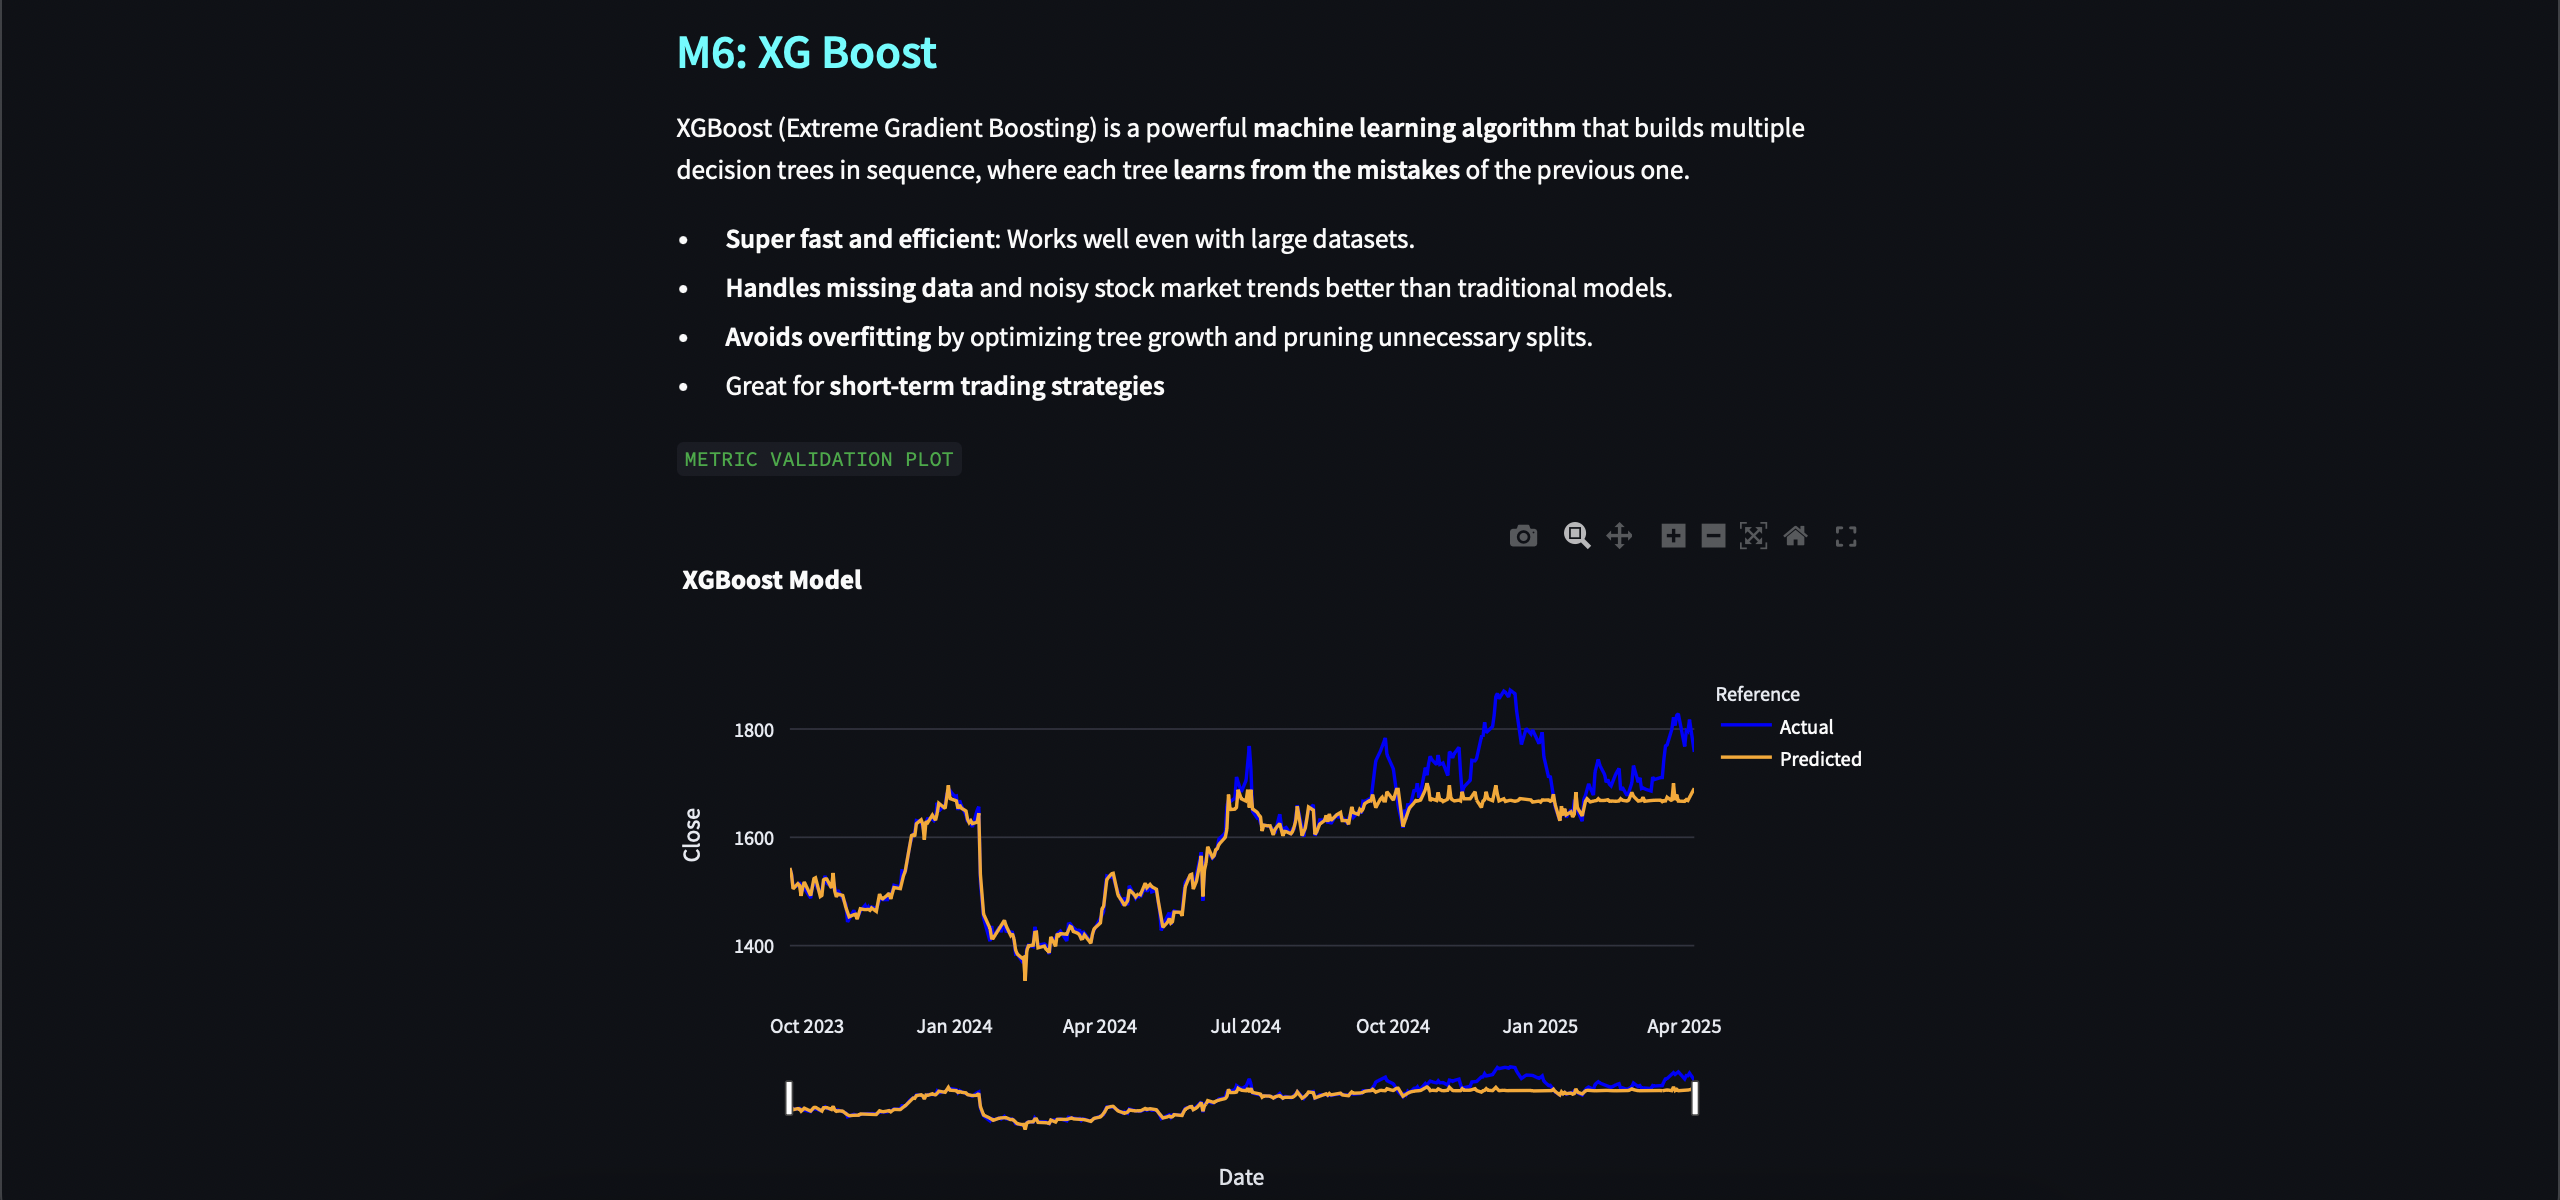 M6: XG Boost
XGBoost (Extreme Gradient Boosting) is a powerful machine learning algorithm that builds multiple
decision trees in sequence, where each tree learns from the mistakes of the previous one.
• Super fast and efficient: Works well even with large datasets.
• Handles missing data and noisy stock market trends better than traditional models.
• Avoids overfitting by optimizing tree growth and pruning unnecessary splits.
• Great for short-term trading strategies
METRIC VALIDATION PLOT
XGBoost Model
Reference
Actual
Predicted
1800
1600
1400
Close
Oct 2023 Jan 2024 Apr 2024 Jul 2024 Oct 2024 Jan 2025 Apr 2025
Date